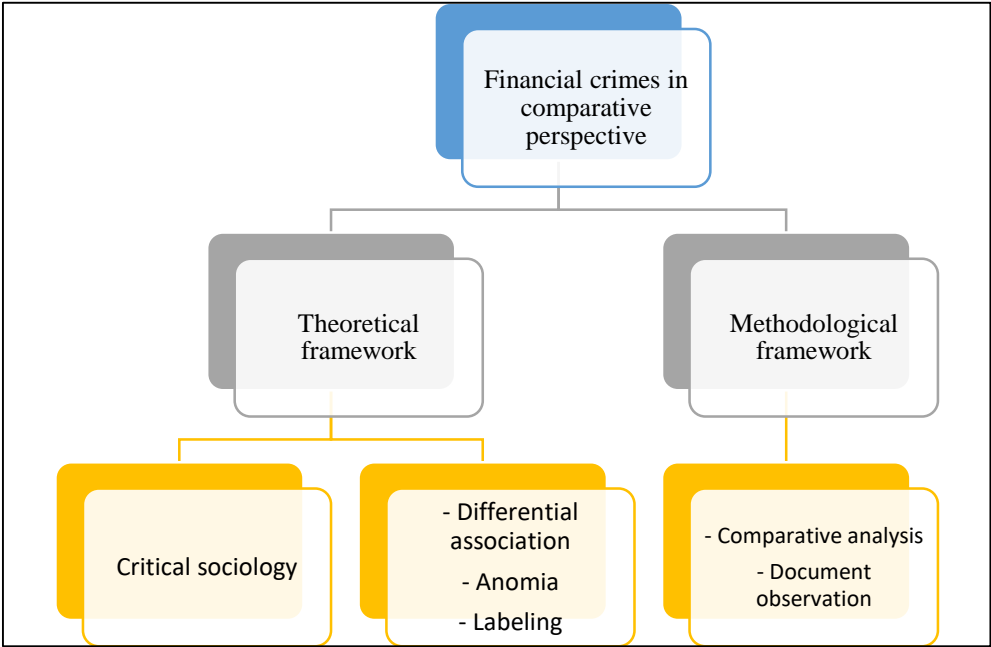 Financial crimes in
comparative
perspective
Theoretical
framework
Methodological
framework
Critical sociology
- Differential
association
- Anomia
- Labeling
- Comparative analysis
- Document
observation